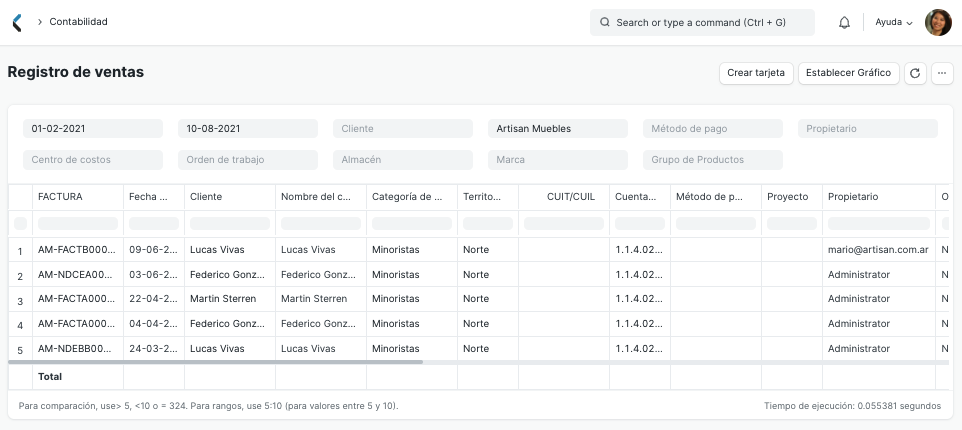 Contabilidad
Search or type a command (Ctrl + G)
Ayuda
Registro de ventas
Crear tarjeta
Establecer Gráfico
01-02-2021 10-08-2021 Cliente Artisan Muebles Método de pago Propietario
Centro de costos Orden de trabajo Almacén Marca Grupo de Productos
FACTURA Fecha ... Cliente Nombre del c... Categoría de ... Territo... CUIT/CUIL Cuenta... Método de p... Proyecto Propietario O
1 AM-FACTB000... 09-06-2... Lucas Vivas Lucas Vivas Minoristas Norte 1.1.4.02... mario@artisan.com.ar N
2 AM-NDCEA00... 03-06-2... Federico Gonz... Federico Gonz... Minoristas Norte 1.1.4.02... Administrator N
3 AM-FACTA000... 22-04-2... Martin Sterren Martin Sterren Minoristas Norte 1.1.4.02... Administrator N
4 AM-FACTA000... 04-04-2... Federico Gonz... Federico Gonz... Minoristas Norte 1.1.4.02... Administrator N
5 AM-NDEBB00... 24-03-2... Lucas Vivas Lucas Vivas Minoristas Norte 1.1.4.02... Administrator N
Total
Para comparación, use> 5, <10 o = 324. Para rangos, use 5:10 (para valores entre 5 y 10).
Tiempo de ejecución: 0.055381 segundos